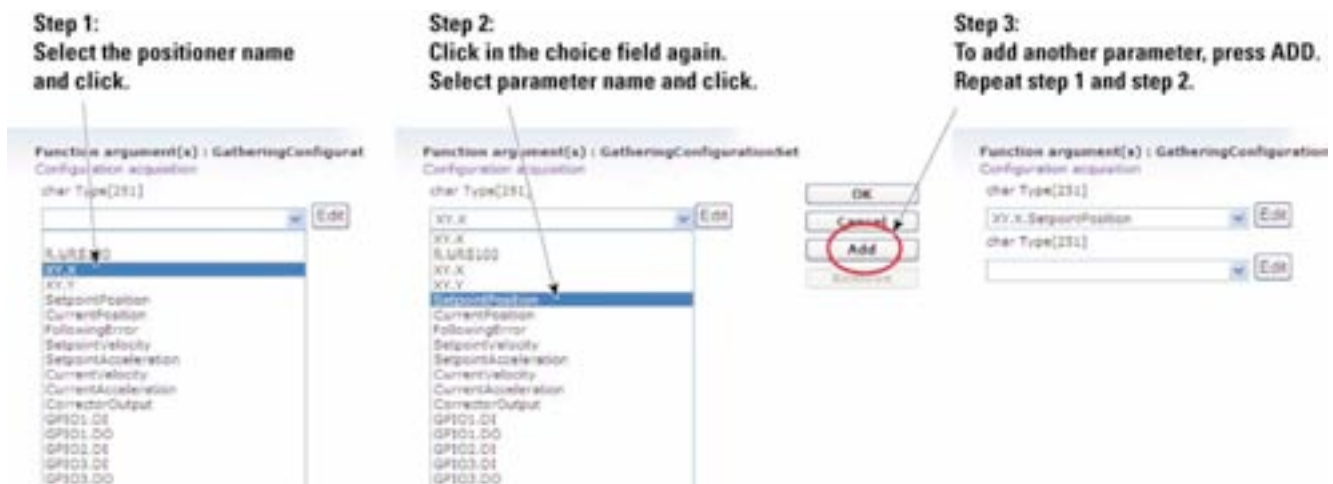 Step 1:
Select the positioner name
and click.
Step 2:
Click in the choice field again.
Select parameter name and click.
Step 3:
To add another parameter, press ADD.
Repeat step 1 and step 2.
Function argument(s) : GatheringConfigurat
Configuration acquisition
char Type[251]
Edit
XY.X
XY.Y
SetpointPosition
CurrentPosition
FollowingError
SetpointVelocity
SetpointAcceleration
CurrentVelocity
CurrentAcceleration
CorrectorOutput
GPIO1.DI
GPIO1.DO
GPIO2.DI
GPIO3.DI
GPIO3.DO
Function argument(s) : GatheringConfigurationSet
Configuration acquisition
char Type[251]
XY.X
Edit
XY.X
XY.X
XY.Y
SetpointPosition
CurrentPosition
FollowingError
SetpointVelocity
SetpointAcceleration
CurrentVelocity
CurrentAcceleration
CorrectorOutput
GPIO1.DI
GPIO1.DO
GPIO2.DI
GPIO3.DI
GPIO3.DO
OK
Cancel
Add
Function argument(s) : GatheringConfiguration
Configuration acquisition
char Type[251]
XY.X.SetpointPosition
Edit
char Type[251]
Edit